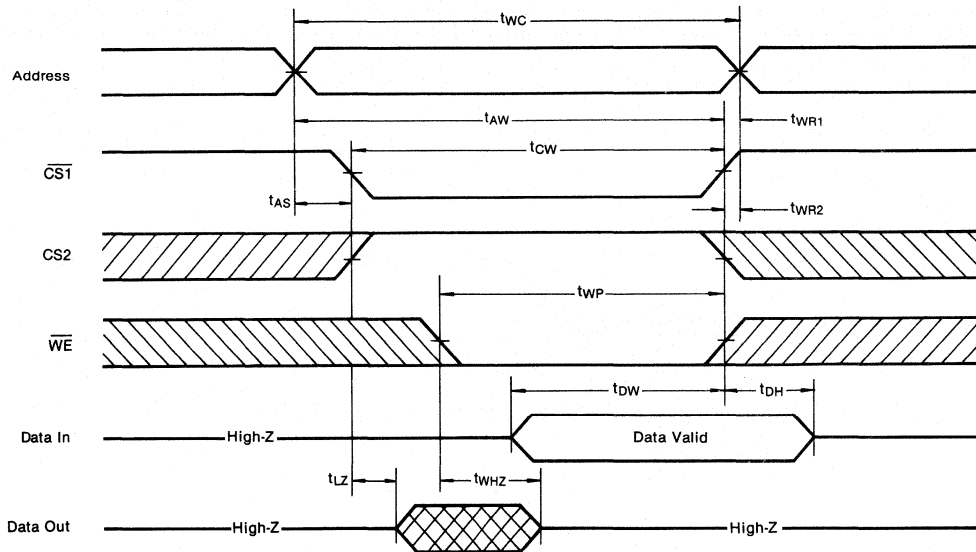 tWC
Address
tAW
tWR1
tCW
CS1
tAS
tWR2
CS2
tWP
WE
tDW
tDH
Data In
High-Z
Data Valid
tLZ
tWHZ
Data Out
High-Z
High-Z